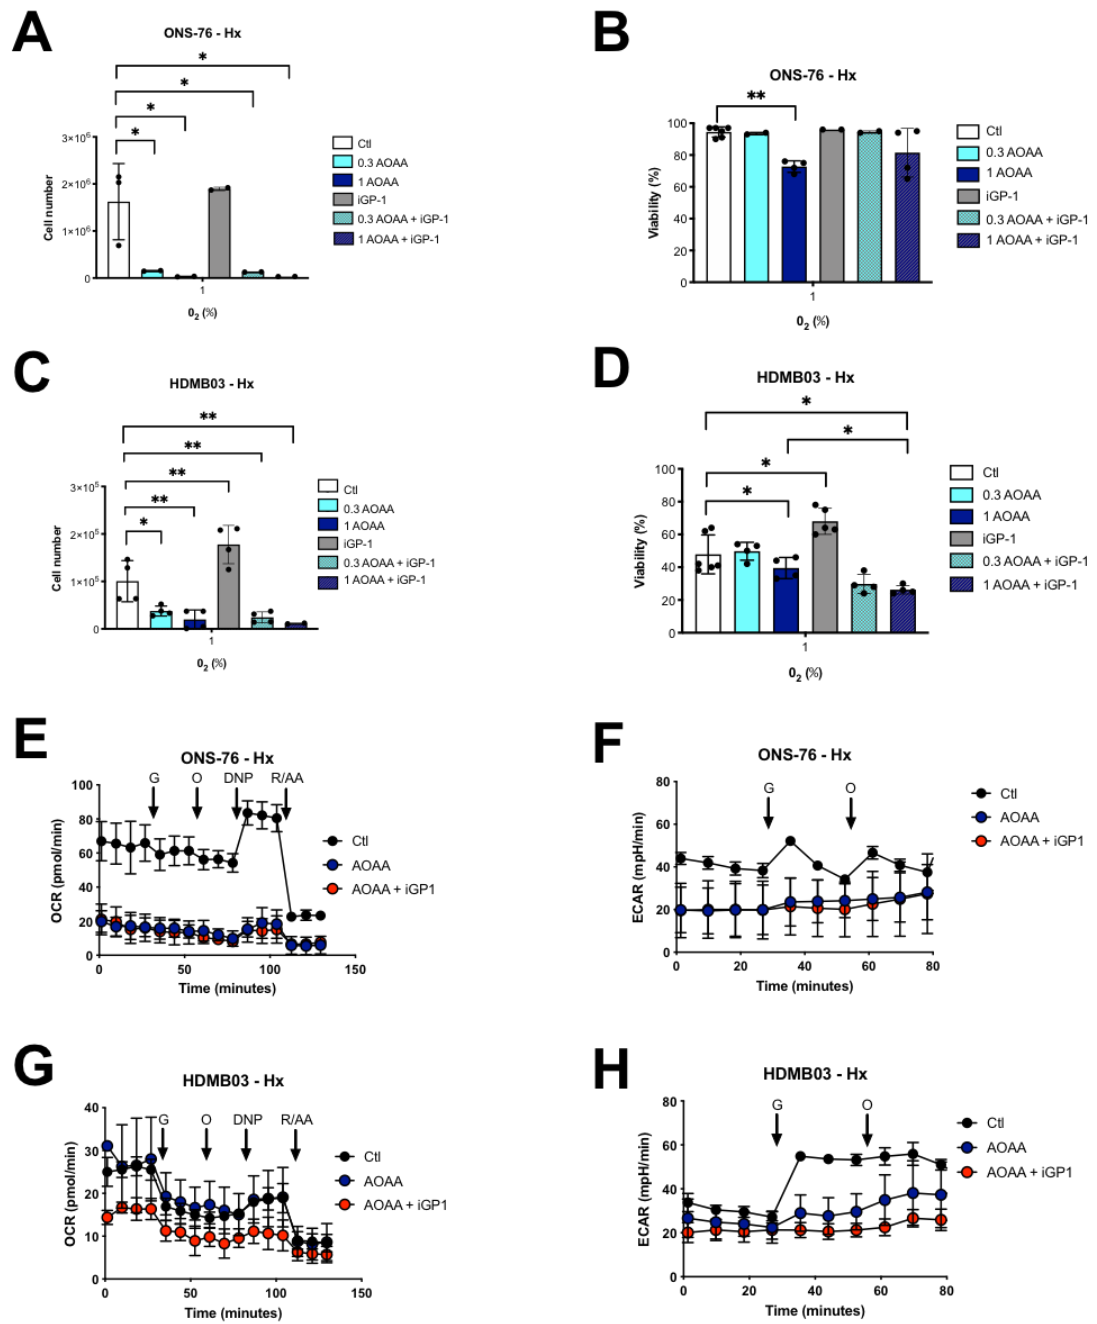 A
ONS-76 - Hx
*
*
*
*
3×10⁶
2×10⁶
1×10⁶
0
Cell number
1
0₂ (%)
Ctl
0.3 AOAA
1 AOAA
iGP-1
0.3 AOAA + iGP-1
1 AOAA + iGP-1
B
ONS-76 - Hx
**
100
80
60
40
20
0
Viability (%)
1
0₂ (%)
Ctl
0.3 AOAA
1 AOAA
iGP-1
0.3 AOAA + iGP-1
1 AOAA + iGP-1
C
HDMB03 - Hx
**
**
**
**
*
3×10⁵
2×10⁵
1×10⁵
0
Cell number
1
0₂ (%)
Ctl
0.3 AOAA
1 AOAA
iGP-1
0.3 AOAA + iGP-1
1 AOAA + iGP-1
D
HDMB03 - Hx
*
*
*
*
100
80
60
40
20
0
Viability (%)
1
0₂ (%)
Ctl
0.3 AOAA
1 AOAA
iGP-1
0.3 AOAA + iGP-1
1 AOAA + iGP-1
E
ONS-76 - Hx
G O DNP R/AA
100
80
60
40
20
0
OCR (pmol/min)
0 50 100 150
Time (minutes)
Ctl
AOAA
AOAA + iGP1
F
ONS-76 - Hx
G O
80
60
40
20
0
ECAR (mpH/min)
0 20 40 60 80
Time (minutes)
Ctl
AOAA
AOAA + iGP1
G
HDMB03 - Hx
G O DNP R/AA
40
30
20
10
0
OCR (pmol/min)
0 50 100 150
Time (minutes)
Ctl
AOAA
AOAA + iGP1
H
HDMB03 - Hx
G O
80
60
40
20
0
ECAR (mpH/min)
0 20 40 60 80
Time (minutes)
Ctl
AOAA
AOAA + iGP1